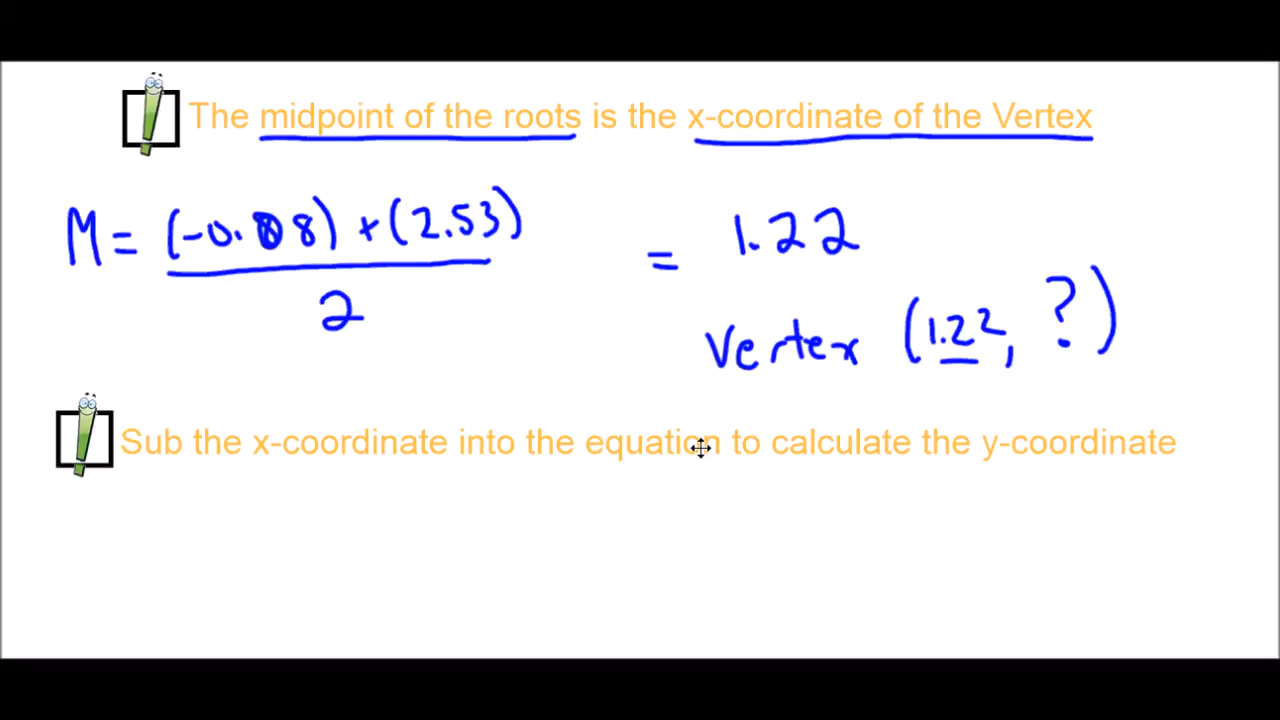 The midpoint of the roots is the x-coordinate of the Vertex
M = (-0.08) + (2.53)
2
= 1.22
Vertex (1.22, ?)
Sub the x-coordinate into the equation to calculate the y-coordinate